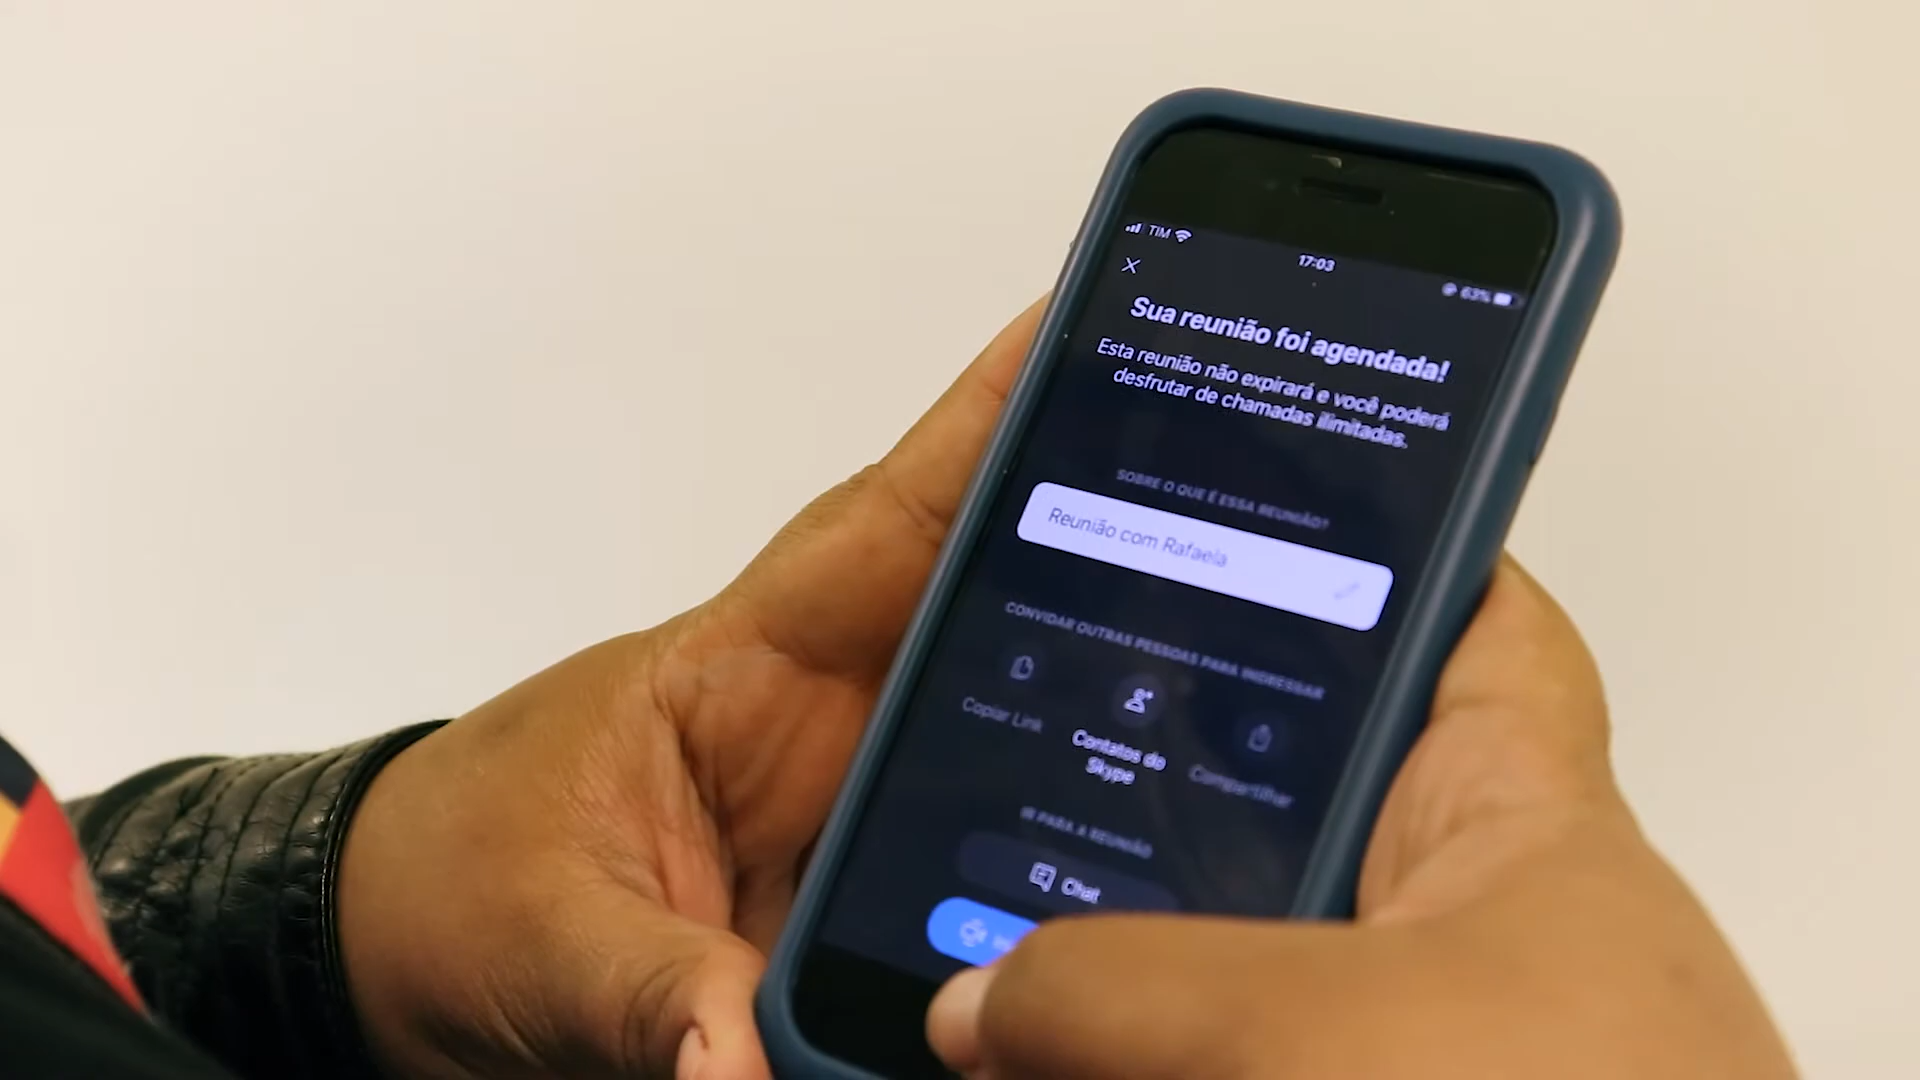 TIM
17:03
63%
Sua reunião foi agendada!
Esta reunião não expirará e você poderá
desfrutar de chamadas ilimitadas.
SOBRE O QUE É ESSA REUNIÃO?
Reunião com Rafaela
CONVIDAR OUTRAS PESSOAS PARA INGRESSAR
Copiar Link
Contatos do
Skype
Compartilhar
IR PARA A REUNIÃO
Chat